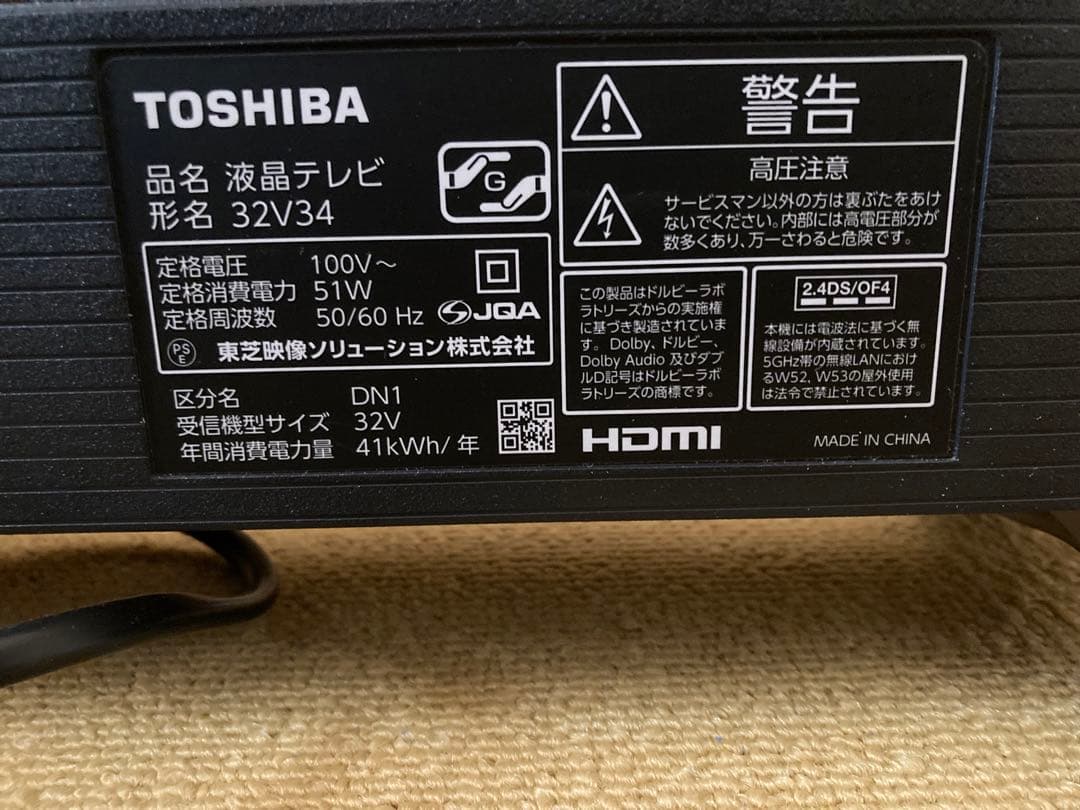 TOSHIBA
品名 液晶テレビ
形名 32V34
G
定格電圧 100V～
定格消費電力 51W
定格周波数 50/60 Hz
JQA
PS
E
東芝映像ソリューション株式会社
区分名 DN1
受信機型サイズ 32V
年間消費電力量 41kWh/年
警告
高圧注意
サービスマン以外の方は裏ぶたをあけ
ないでください。内部には高電圧部分が
数多くあり、万一さわると危険です。
この製品はドルビーラボ
ラトリーズからの実施権
に基づき製造されていま
す。Dolby、ドルビー、
Dolby Audio 及びダブ
ルD記号はドルビーラボ
ラトリーズの商標です。
2.4DS/OF4
本機には電波法に基づく無
線設備が内蔵されています。
5GHz帯の無線LANにおけ
るW52, W53の屋外使用
は法令で禁止されています。
HDMI
MADE IN CHINA